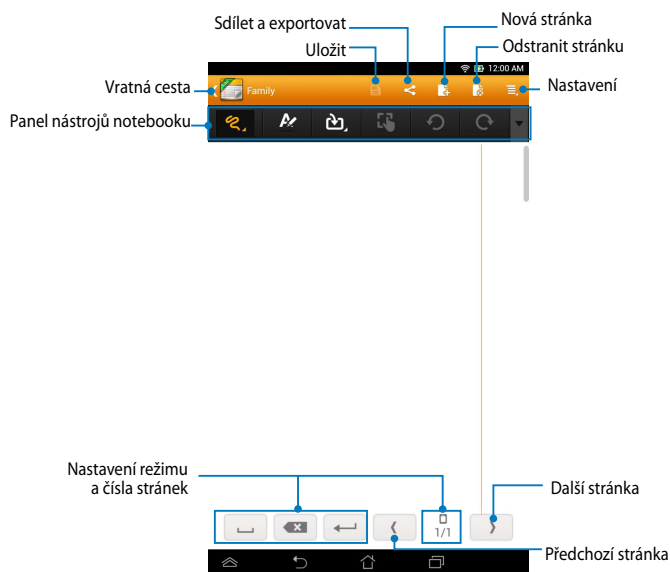 Sdílet a exportovat
Nová stránka
Uložit
Odstranit stránku
12:00 AM
Vratná cesta
Family
Nastavení
Panel nástrojů notebooku
Nastavení režimu
a čísla stránek
Další stránka
1/1
Předchozí stránka